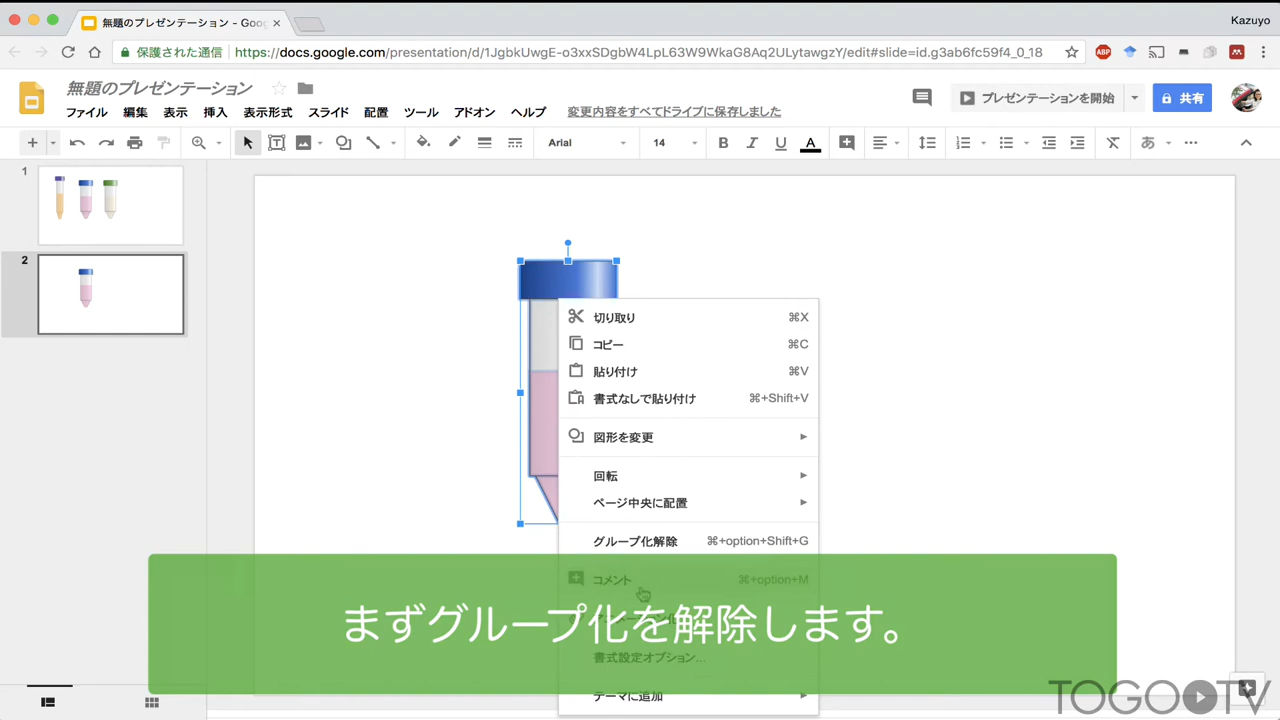 無題のプレゼンテーション - Goog
Kazuyo
保護された通信
https://docs.google.com/presentation/d/1JgbkUwgE-o3xxSDgbW4LpL63W9WkaG8Aq2ULytawgzY/edit#slide=id.g3ab6fc59f4_0_18
ABP
無題のプレゼンテーション
ファイル 編集 表示 挿入 表示形式 スライド 配置 ツール アドオン ヘルプ 変更内容をすべてドライブに保存しました
プレゼンテーションを開始
共有
Arial 14 B I U A あ
1
2
切り取り ⌘X
コピー ⌘C
貼り付け ⌘V
書式なしで貼り付け ⌘+Shift+V
図形を変更
回転
ページ中央に配置
グループ化解除 ⌘+option+Shift+G
コメント ⌘+option+M
まずグループ化を解除します。
書式設定オプション...
テーマに追加
TOGOTV